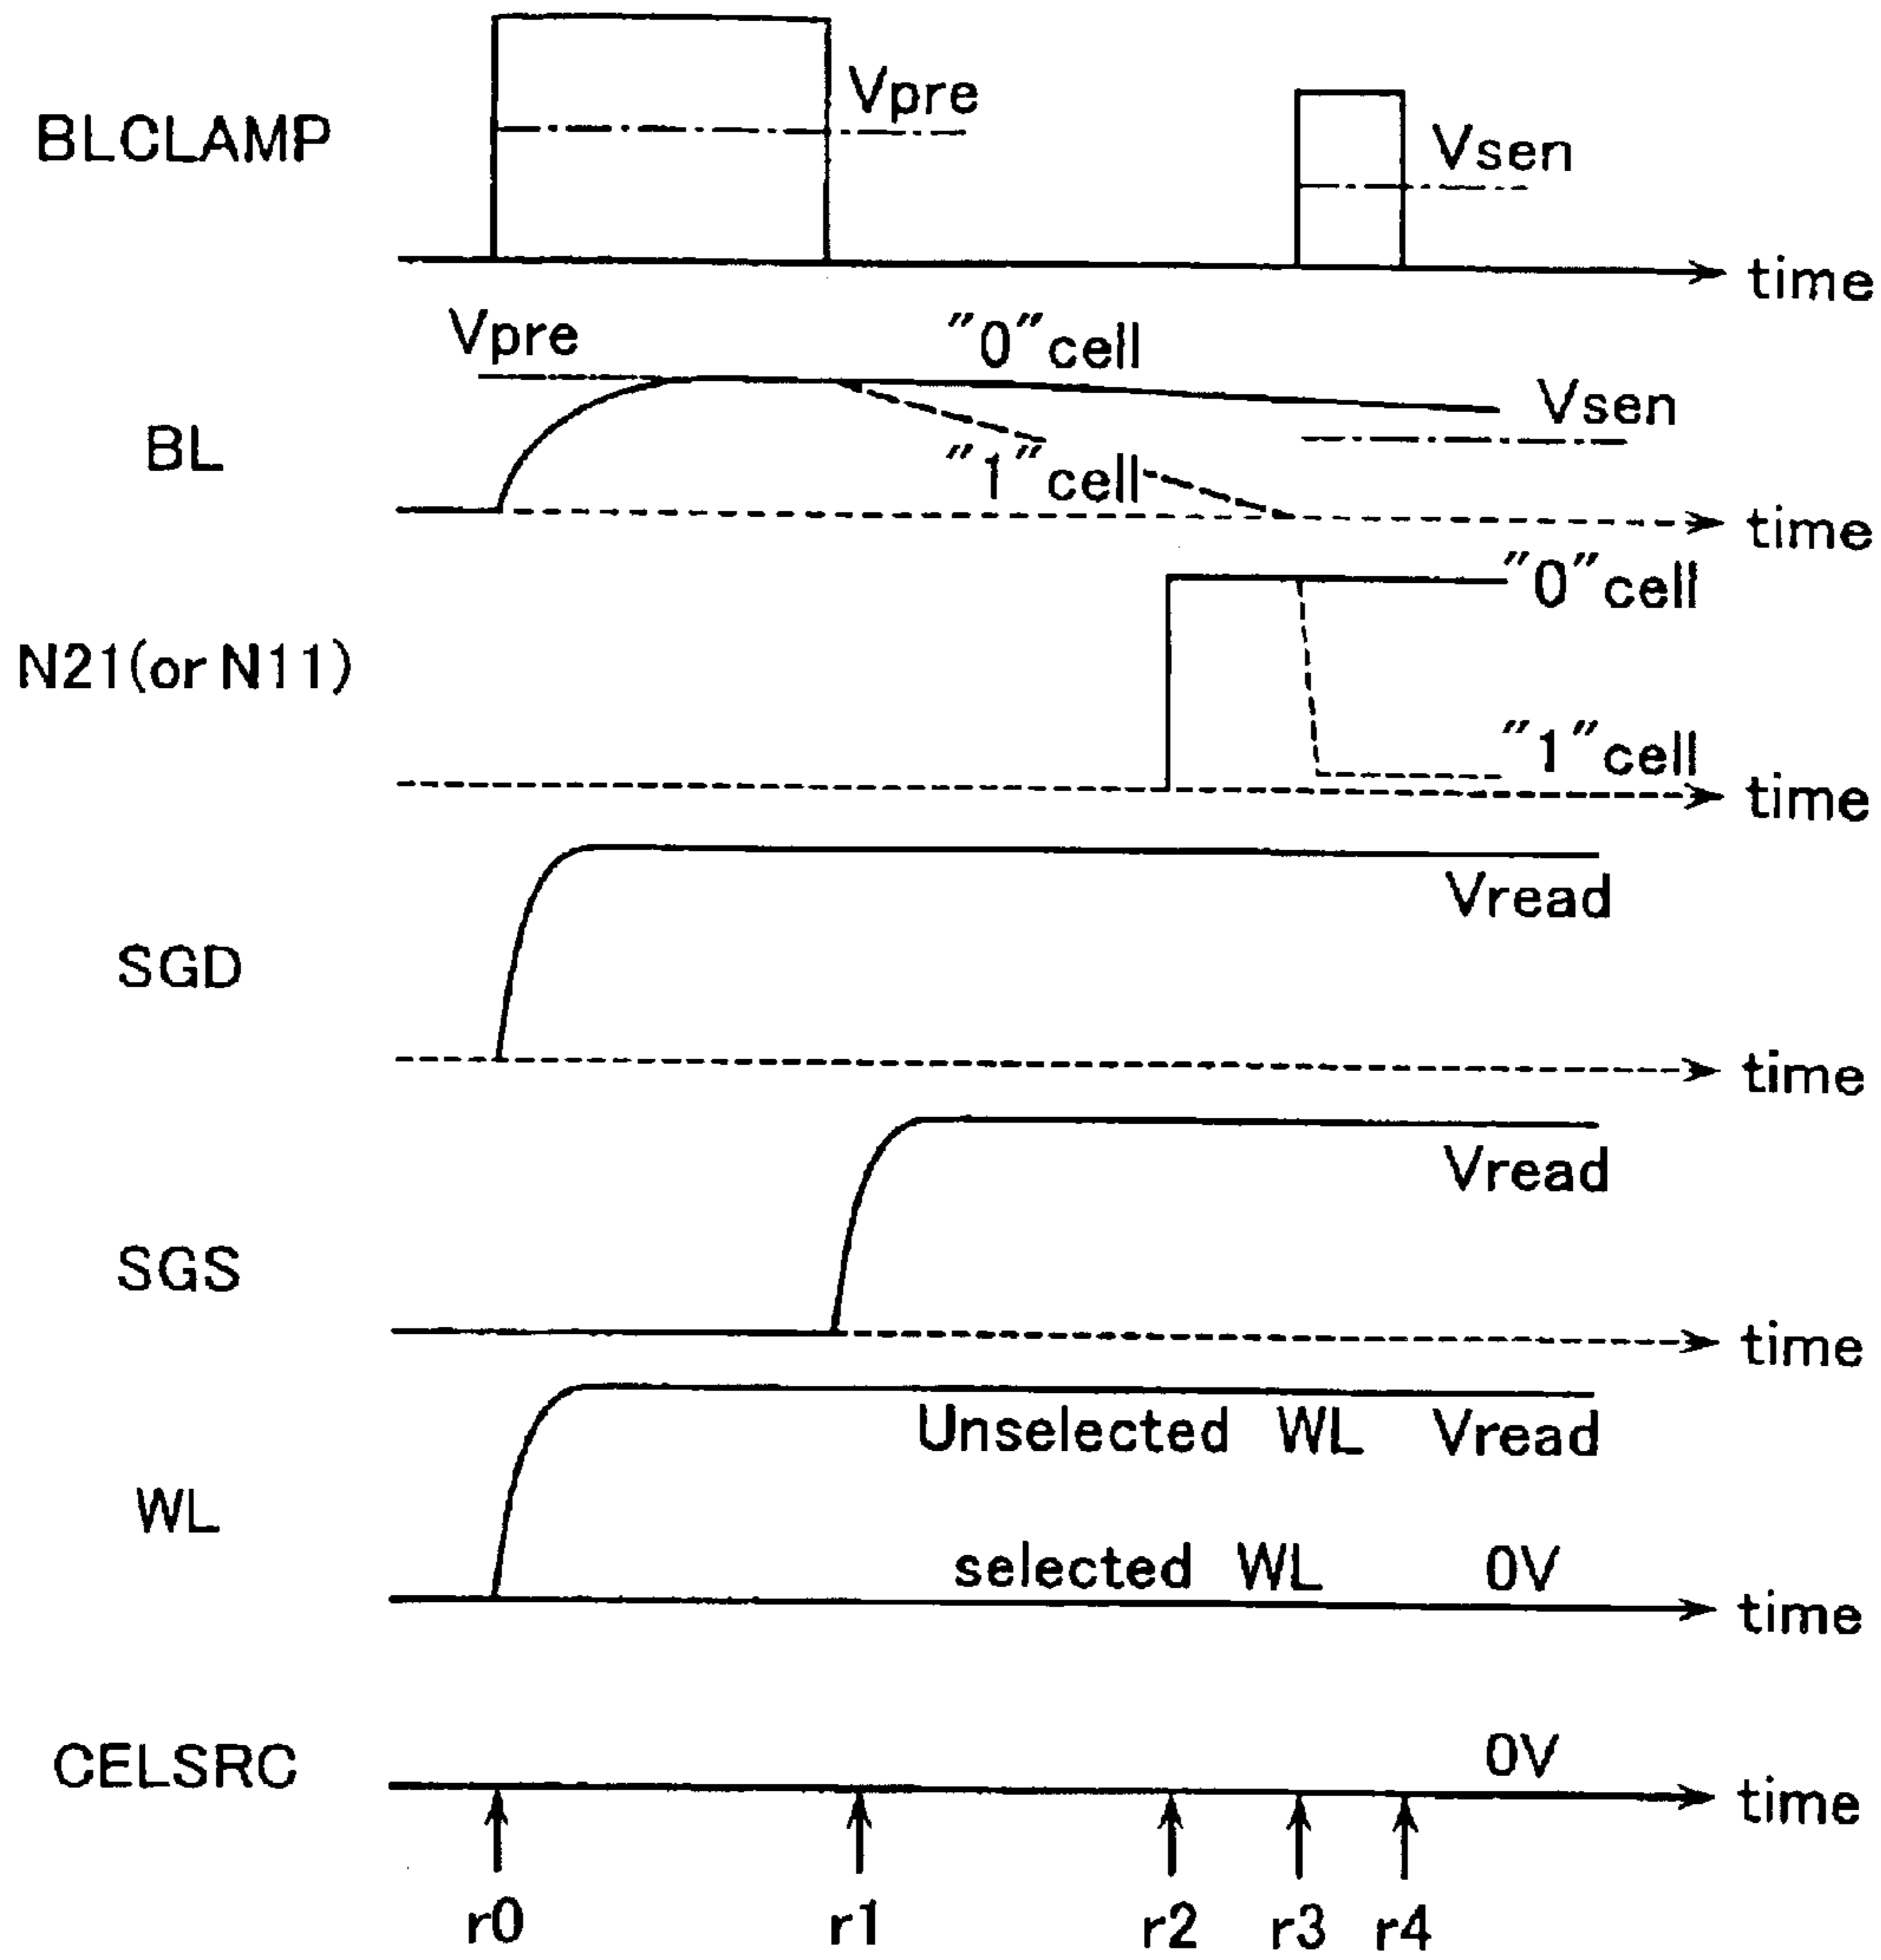 BLCLAMP
Vpre
Vsen
time
Vpre
"0"cell
Vsen
BL
"1"cell
time
"0"cell
N21(or N11)
"1"cell
time
Vread
SGD
time
Vread
SGS
time
Unselected WL Vread
WL
selected WL 0V
time
CELSRC
0V
time
r0 r1 r2 r3 r4